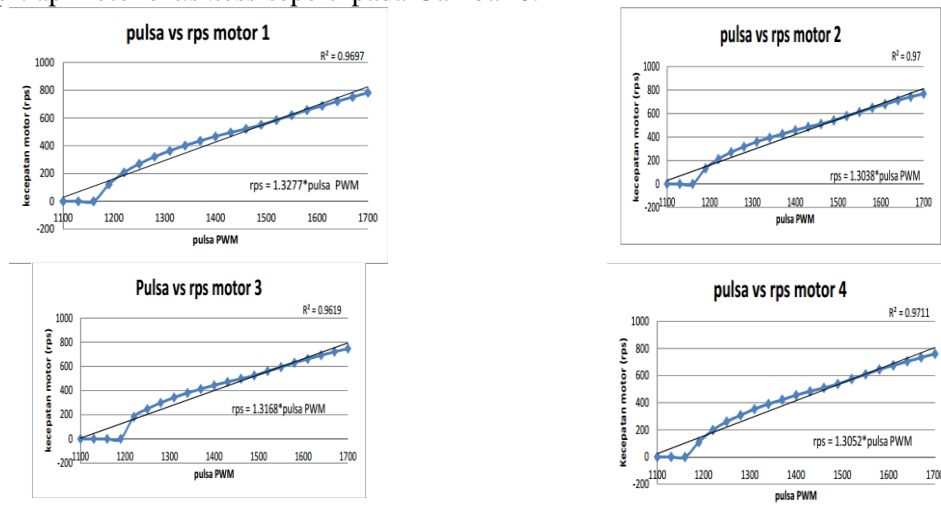 pulsa vs rps motor 1
R² = 0.9697
kecepatan motor (rps)
1000
800
600
400
200
0
-200
1100 1200 1300 1400 1500 1600 1700
rps = 1.3277*pulsa PWM
pulsa PWM
pulsa vs rps motor 2
R² = 0.97
kecepatan motor (rps)
1000
800
600
400
200
0
-200
1100 1200 1300 1400 1500 1600 1700
rps = 1.3038*pulsa PWM
pulsa PWM
Pulsa vs rps motor 3
R² = 0.9619
kecepatan motor (rps)
1000
800
600
400
200
0
-200
1100 1200 1300 1400 1500 1600 1700
rps = 1.3168*pulsa PWM
pulsa PWM
pulsa vs rps motor 4
R² = 0.9711
Kecepatan motor (rps)
1000
800
600
400
200
0
-200
1100 1200 1300 1400 1500 1600 1700
rps = 1.3052*pulsa PWM
pulsa PWM